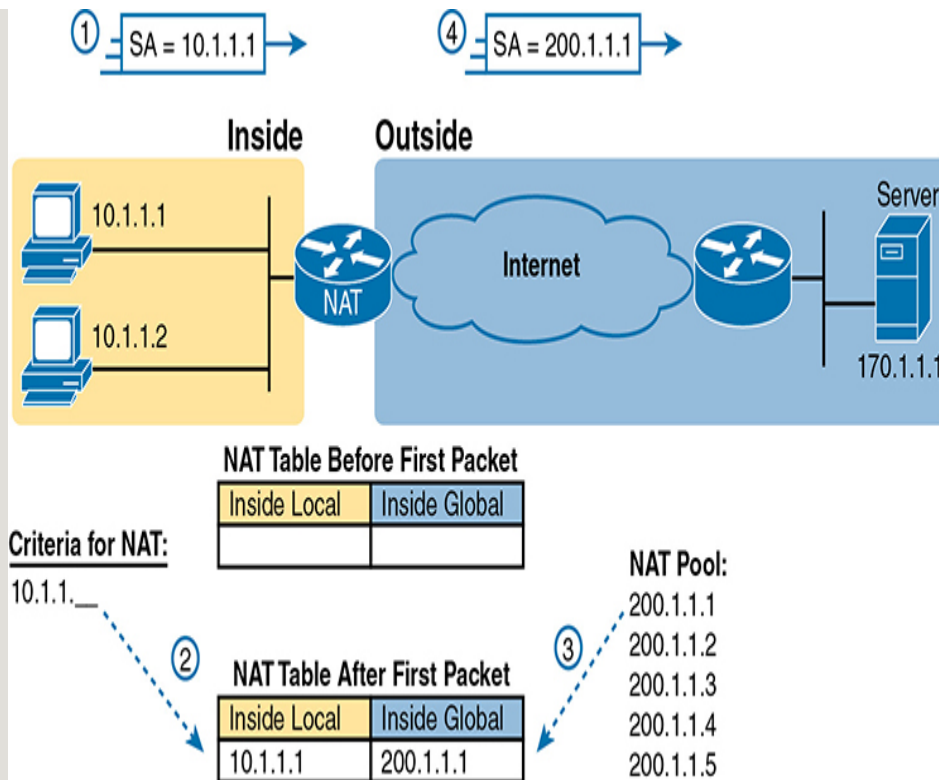 1
SA = 10.1.1.1
4
SA = 200.1.1.1
Inside
Outside
10.1.1.1
10.1.1.2
NAT
Internet
Server
170.1.1.1
NAT Table Before First Packet
Inside Local
Inside Global
Criteria for NAT:
10.1.1.__
NAT Pool:
200.1.1.1
200.1.1.2
200.1.1.3
200.1.1.4
200.1.1.5
2
3
NAT Table After First Packet
Inside Local
Inside Global
10.1.1.1
200.1.1.1